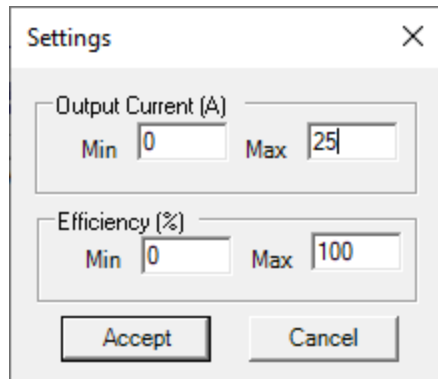 Settings
Output Current (A)
Min 0 Max 25
Efficiency (%)
Min 0 Max 100
Accept Cancel